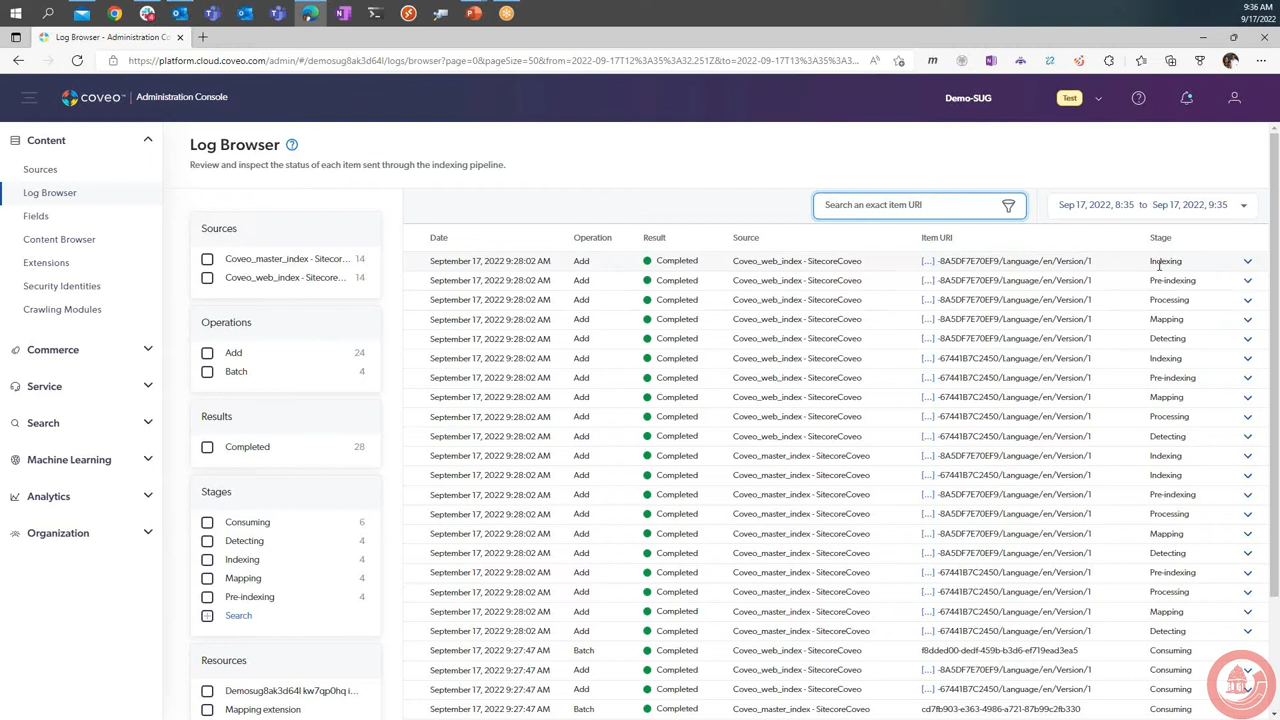 9:36 AM
9/17/2022
Log Browser - Administration Co
https://platform.cloud.coveo.com/admin/#/demosug8ak3d64l/logs/browser?page=0&pageSize=50&from=2022-09-17T12%3A35%3A32.251Z&to=2022-09-17T13%3A35%3A32...
coveo™ Administration Console
Demo-SUG
Test
Content
Sources
Log Browser
Fields
Content Browser
Extensions
Security Identities
Crawling Modules
Commerce
Service
Search
Machine Learning
Analytics
Organization
Log Browser
Review and inspect the status of each item sent through the indexing pipeline.
Search an exact item URI
Sep 17, 2022, 8:35 to Sep 17, 2022, 9:35
Sources
Coveo_master_index - Sitecor... 14
Coveo_web_index - SitecoreC... 14
Operations
Add 24
Batch 4
Results
Completed 28
Stages
Consuming 6
Detecting 4
Indexing 4
Mapping 4
Pre-indexing 4
Search
Resources
Demosug8ak3d64l kw7qp0hq i...
Mapping extension
Date Operation Result Source Item URI Stage
September 17, 2022 9:28:02 AM Add Completed Coveo_web_index - SitecoreCoveo [...] -8A5DF7E70EF9/Language/en/Version/1 Indexing
September 17, 2022 9:28:02 AM Add Completed Coveo_web_index - SitecoreCoveo [...] -8A5DF7E70EF9/Language/en/Version/1 Pre-indexing
September 17, 2022 9:28:02 AM Add Completed Coveo_web_index - SitecoreCoveo [...] -8A5DF7E70EF9/Language/en/Version/1 Processing
September 17, 2022 9:28:02 AM Add Completed Coveo_web_index - SitecoreCoveo [...] -8A5DF7E70EF9/Language/en/Version/1 Mapping
September 17, 2022 9:28:02 AM Add Completed Coveo_web_index - SitecoreCoveo [...] -8A5DF7E70EF9/Language/en/Version/1 Detecting
September 17, 2022 9:28:02 AM Add Completed Coveo_web_index - SitecoreCoveo [...] -67441B7C2450/Language/en/Version/1 Indexing
September 17, 2022 9:28:02 AM Add Completed Coveo_web_index - SitecoreCoveo [...] -67441B7C2450/Language/en/Version/1 Pre-indexing
September 17, 2022 9:28:02 AM Add Completed Coveo_web_index - SitecoreCoveo [...] -67441B7C2450/Language/en/Version/1 Mapping
September 17, 2022 9:28:02 AM Add Completed Coveo_web_index - SitecoreCoveo [...] -67441B7C2450/Language/en/Version/1 Processing
September 17, 2022 9:28:02 AM Add Completed Coveo_web_index - SitecoreCoveo [...] -67441B7C2450/Language/en/Version/1 Detecting
September 17, 2022 9:28:02 AM Add Completed Coveo_master_index - SitecoreCoveo [...] -8A5DF7E70EF9/Language/en/Version/1 Indexing
September 17, 2022 9:28:02 AM Add Completed Coveo_master_index - SitecoreCoveo [...] -67441B7C2450/Language/en/Version/1 Indexing
September 17, 2022 9:28:02 AM Add Completed Coveo_master_index - SitecoreCoveo [...] -8A5DF7E70EF9/Language/en/Version/1 Pre-indexing
September 17, 2022 9:28:02 AM Add Completed Coveo_master_index - SitecoreCoveo [...] -8A5DF7E70EF9/Language/en/Version/1 Processing
September 17, 2022 9:28:02 AM Add Completed Coveo_master_index - SitecoreCoveo [...] -8A5DF7E70EF9/Language/en/Version/1 Mapping
September 17, 2022 9:28:02 AM Add Completed Coveo_master_index - SitecoreCoveo [...] -8A5DF7E70EF9/Language/en/Version/1 Detecting
September 17, 2022 9:28:02 AM Add Completed Coveo_master_index - SitecoreCoveo [...] -67441B7C2450/Language/en/Version/1 Pre-indexing
September 17, 2022 9:28:02 AM Add Completed Coveo_master_index - SitecoreCoveo [...] -67441B7C2450/Language/en/Version/1 Processing
September 17, 2022 9:28:02 AM Add Completed Coveo_master_index - SitecoreCoveo [...] -67441B7C2450/Language/en/Version/1 Mapping
September 17, 2022 9:28:02 AM Add Completed Coveo_master_index - SitecoreCoveo [...] -67441B7C2450/Language/en/Version/1 Detecting
September 17, 2022 9:27:47 AM Batch Completed Coveo_web_index - SitecoreCoveo f8dded00-dedf-459b-b3d6-ef719ead3ea5 Consuming
September 17, 2022 9:27:47 AM Add Completed Coveo_web_index - SitecoreCoveo [...] -8A5DF7E70EF9/Language/en/Version/1 Consuming
September 17, 2022 9:27:47 AM Add Completed Coveo_web_index - SitecoreCoveo [...] -67441B7C2450/Language/en/Version/1 Consuming
September 17, 2022 9:27:47 AM Batch Completed Coveo_web_index - SitecoreCoveo cd7fb903-e363-4986-a721-87b99c2fb330 Consuming